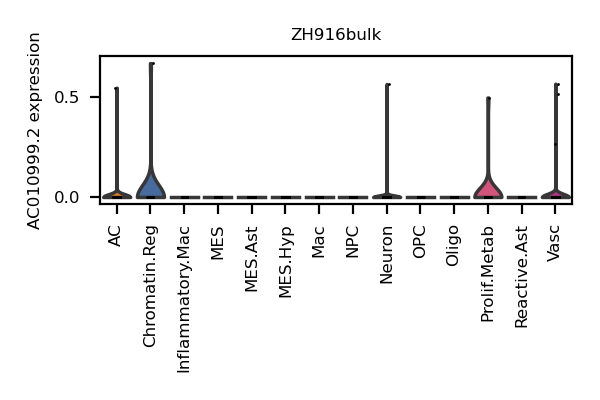 ZH916bulk
AC010999.2 expression
0.5
0.0
AC
Chromatin.Reg
Inflammatory.Mac
MES
MES.Ast
MES.Hyp
Mac
NPC
Neuron
OPC
Oligo
Prolif.Metab
Reactive.Ast
Vasc